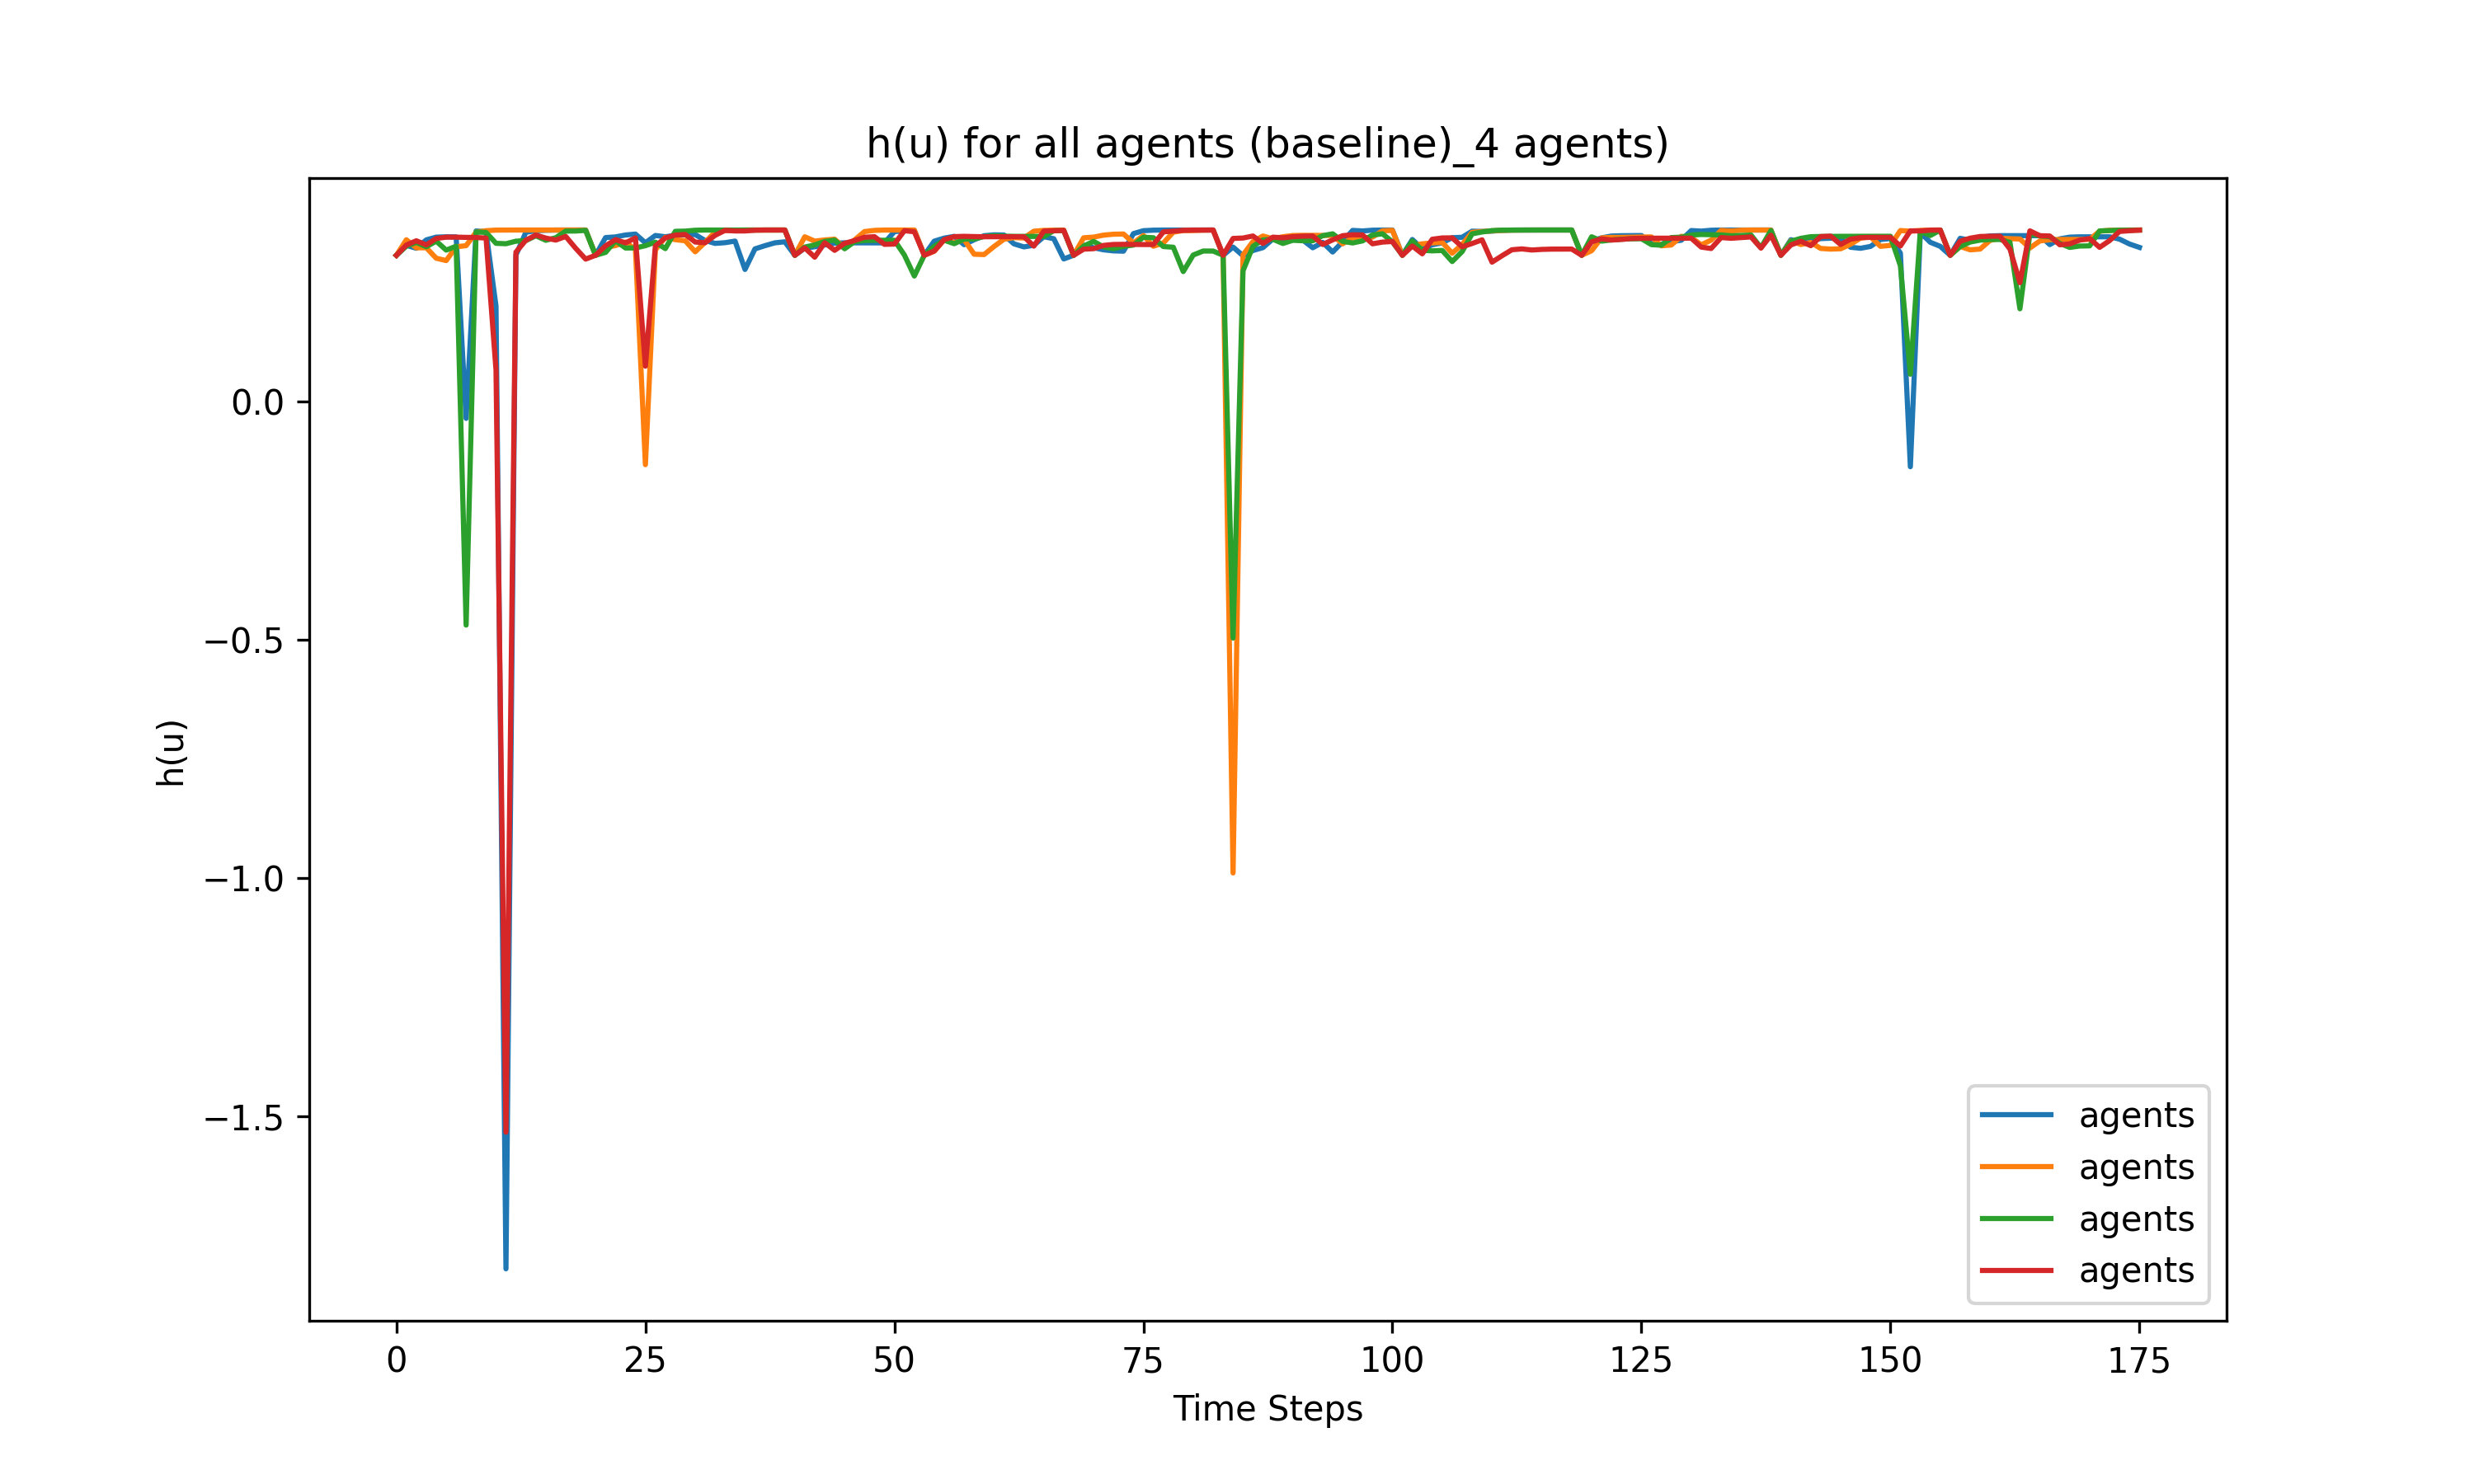 h(u) for all agents (baseline)_4 agents)
h(u)
0.0
−0.5
−1.0
−1.5
0 25 50 75 100 125 150 175
Time Steps
agents
agents
agents
agents